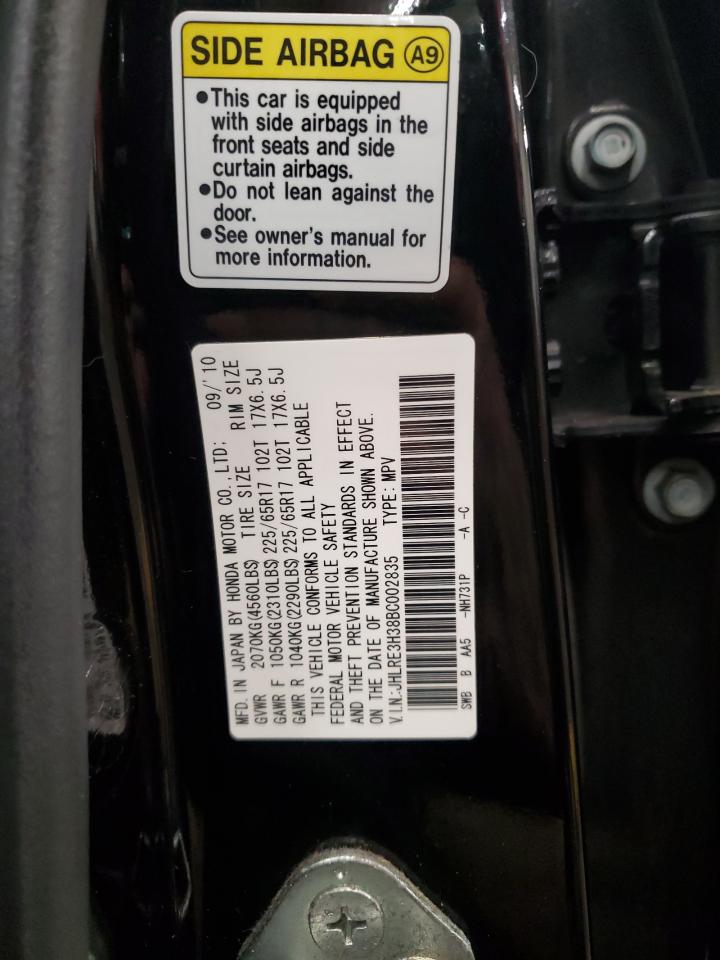 SIDE AIRBAG A9
●This car is equipped
with side airbags in the
front seats and side
curtain airbags.
●Do not lean against the
door.
●See owner's manual for
more information.
MFD. IN JAPAN BY HONDA MOTOR CO.,LTD; 09/'10
GVWR 2070KG(4560LBS) TIRE SIZE RIM SIZE
GAWR F 1050KG(2310LBS) 225/65R17 102T 17X6.5J
GAWR R 1040KG(2290LBS) 225/65R17 102T 17X6.5J
THIS VEHICLE CONFORMS TO ALL APPLICABLE
FEDERAL MOTOR VEHICLE SAFETY
AND THEFT PREVENTION STANDARDS IN EFFECT
ON THE DATE OF MANUFACTURE SHOWN ABOVE.
V.I.N.:JHLRE3H38BC002835 TYPE: MPV
SWB B AA5 -NH731P -A -C